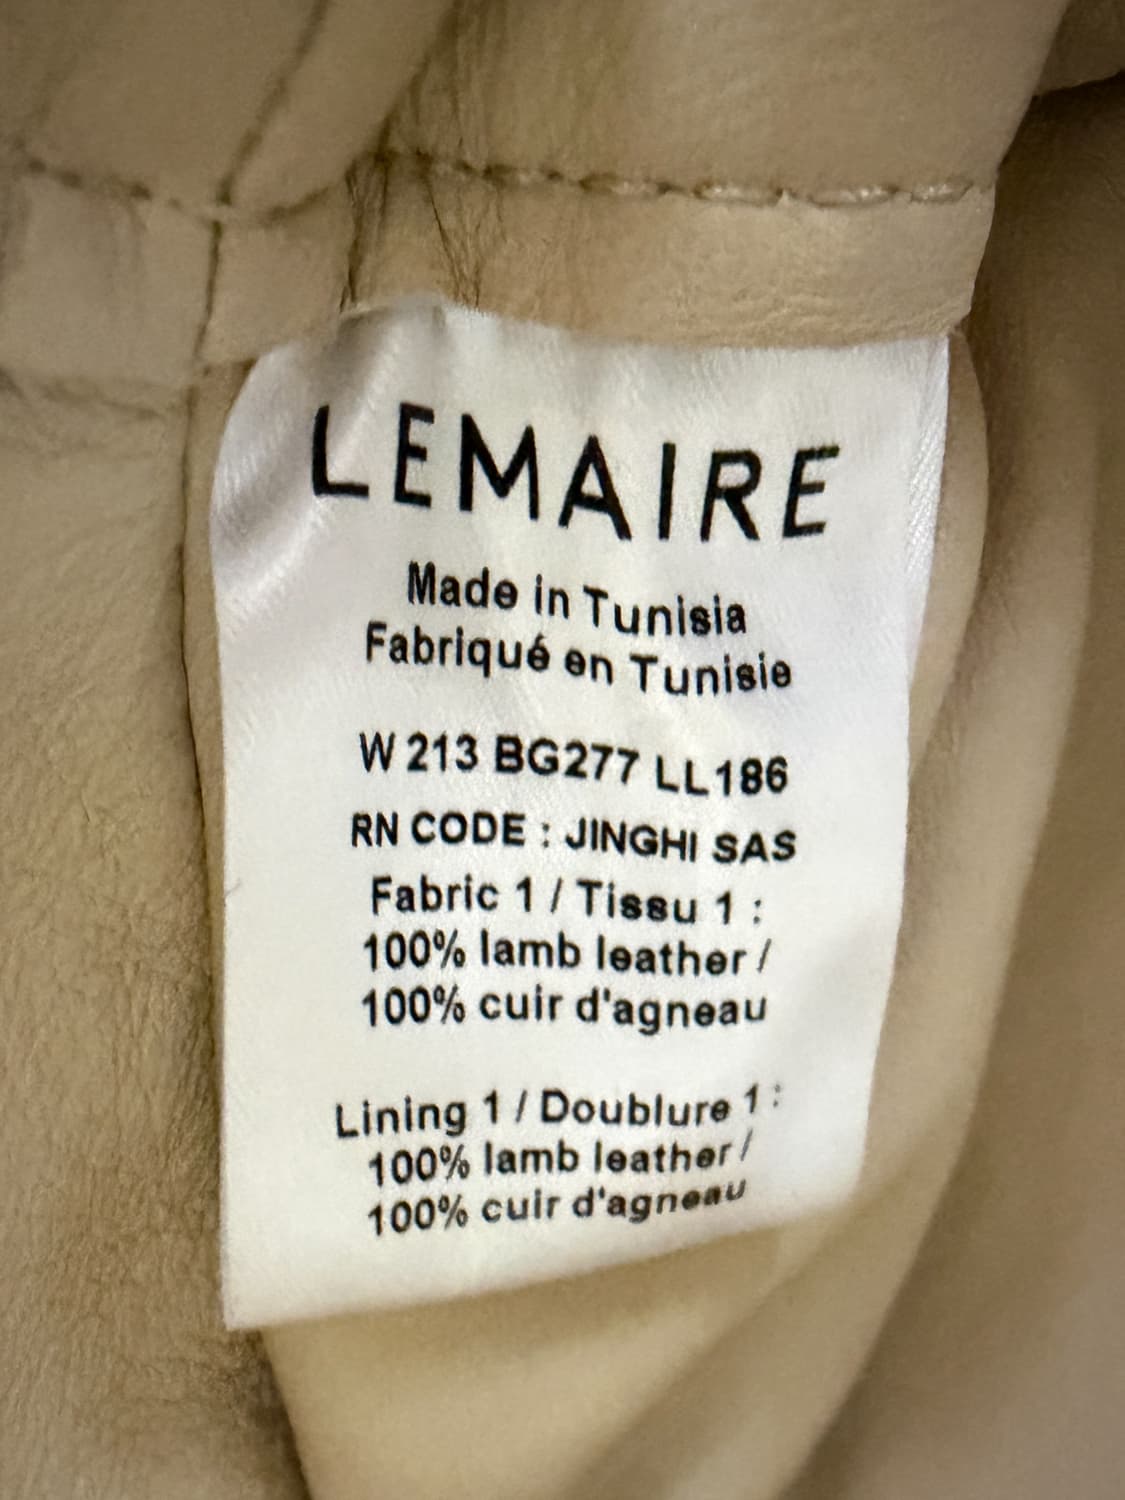 LEMAIRE
Made in Tunisia
Fabriqué en Tunisie
W 213 BG277 LL186
RN CODE : JINGHI SAS
Fabric 1 / Tissu 1 :
100% lamb leather /
100% cuir d'agneau
Lining 1 / Doublure 1 :
100% lamb leather /
100% cuir d'agneau